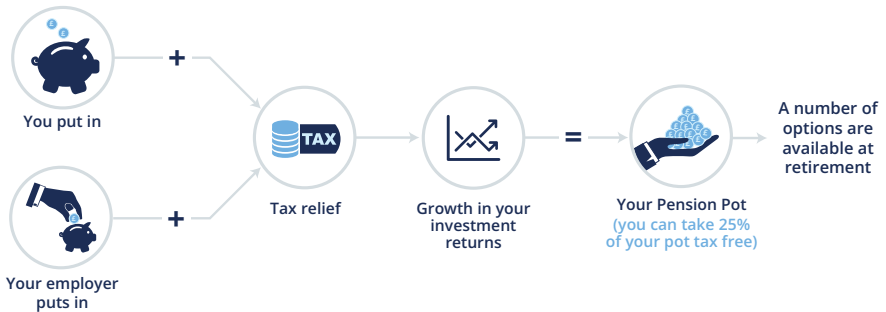 You put in
+
Your employer
puts in
+
TAX
Tax relief
Growth in your
investment
returns
=
Your Pension Pot
(you can take 25%
of your pot tax free)
A number of
options are
available at
retirement